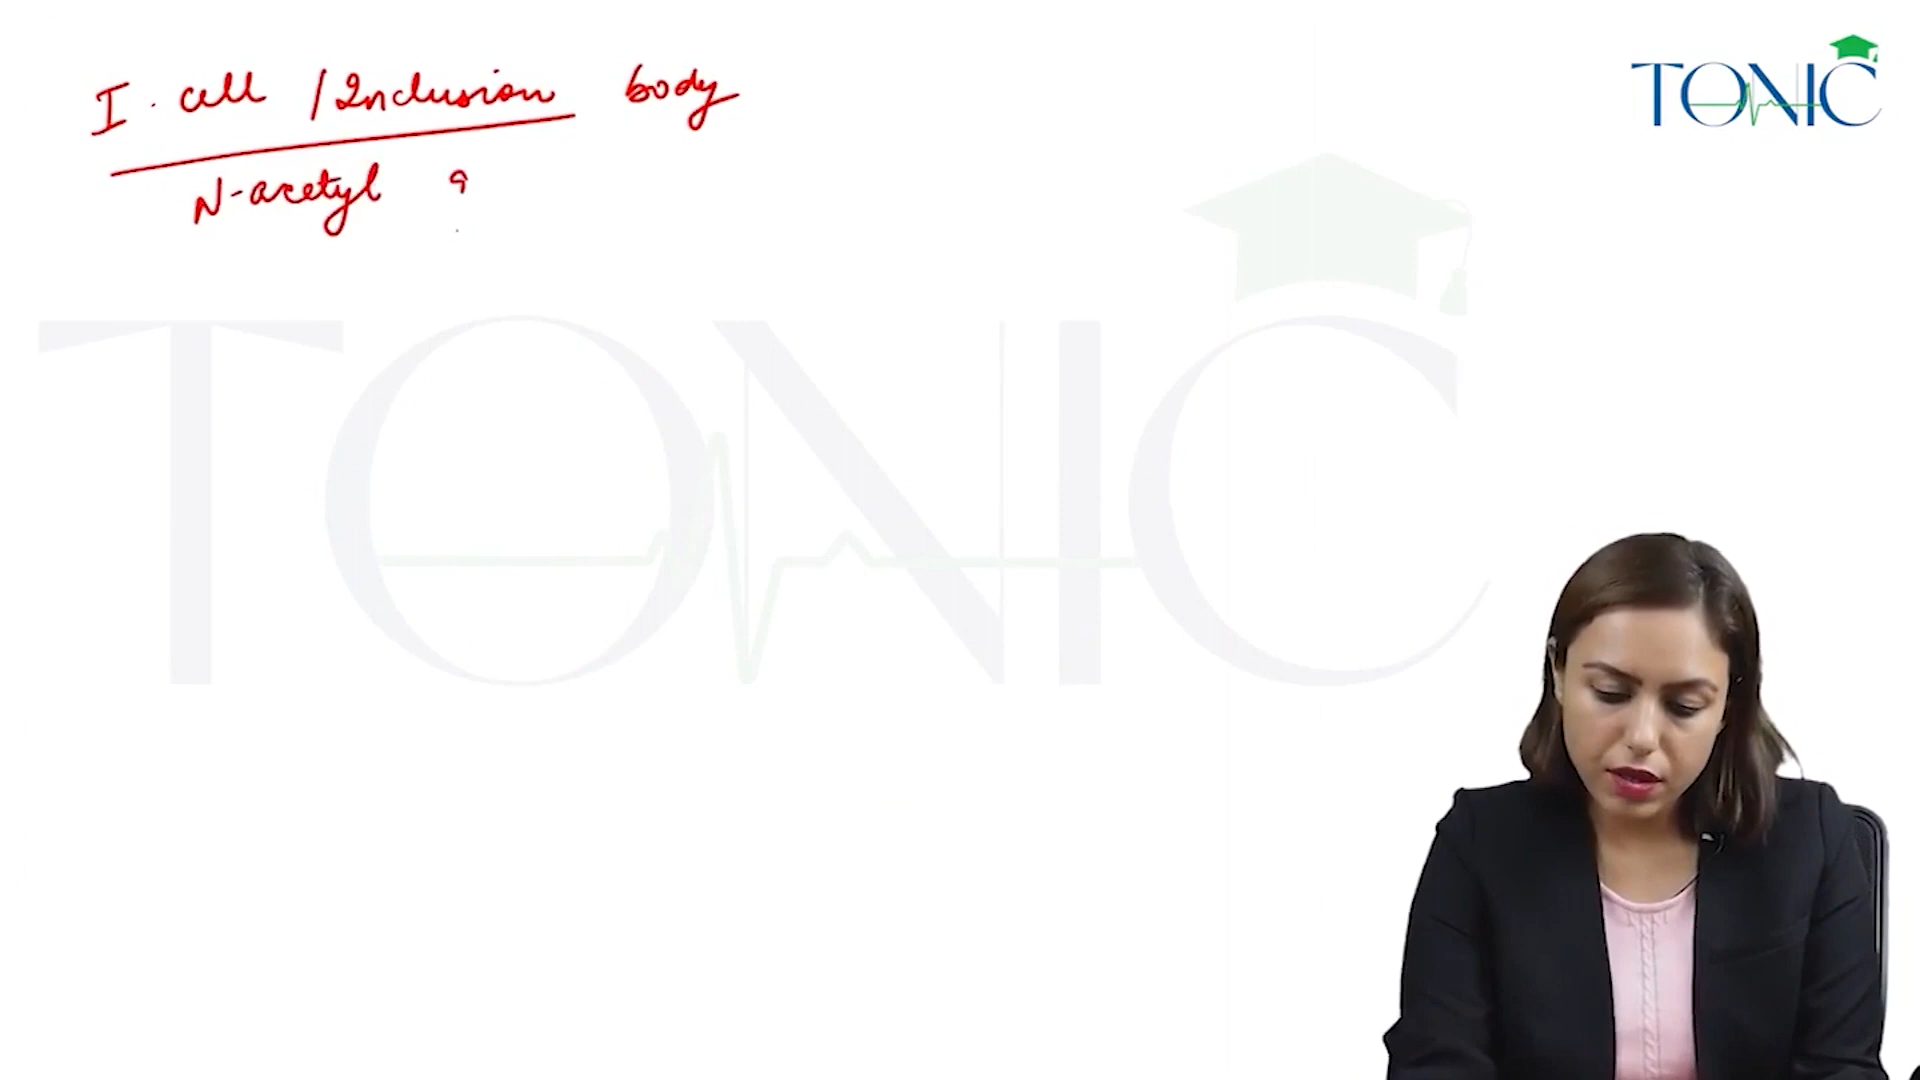 I-cell / Inclusion body
N-acetyl
TONIC
TONIC